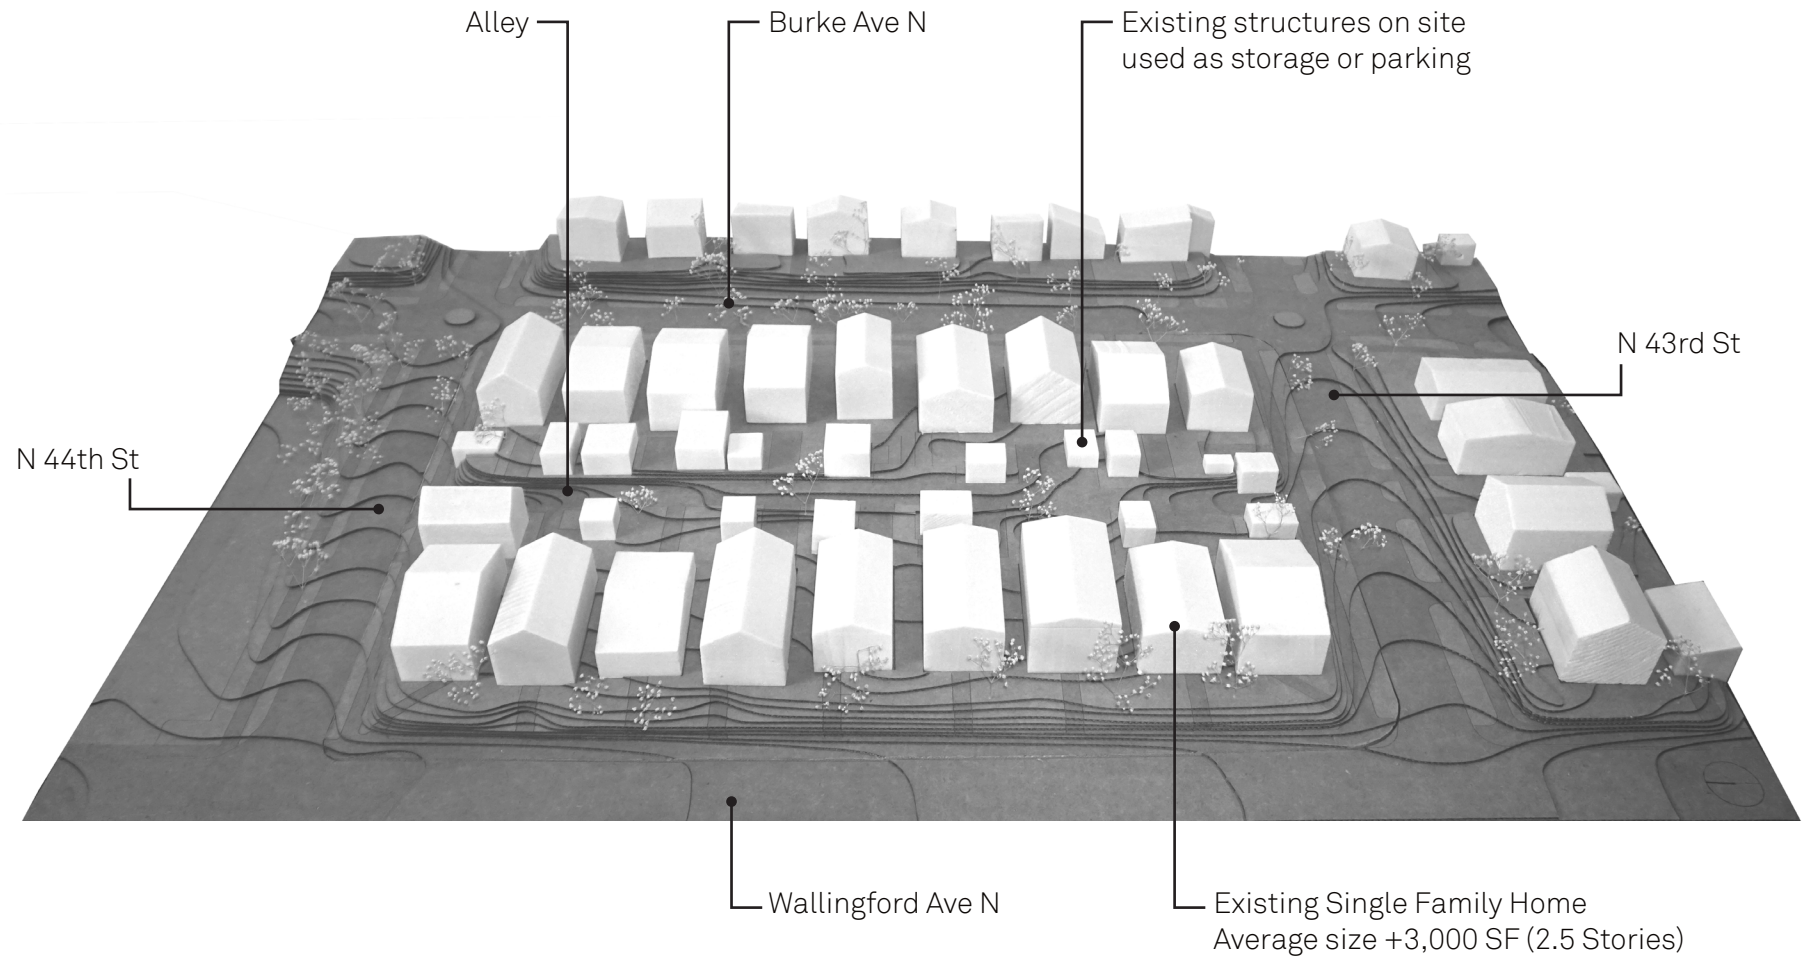 Alley
Burke Ave N
Existing structures on site
used as storage or parking
N 43rd St
N 44th St
Wallingford Ave N
Existing Single Family Home
Average size +3,000 SF (2.5 Stories)